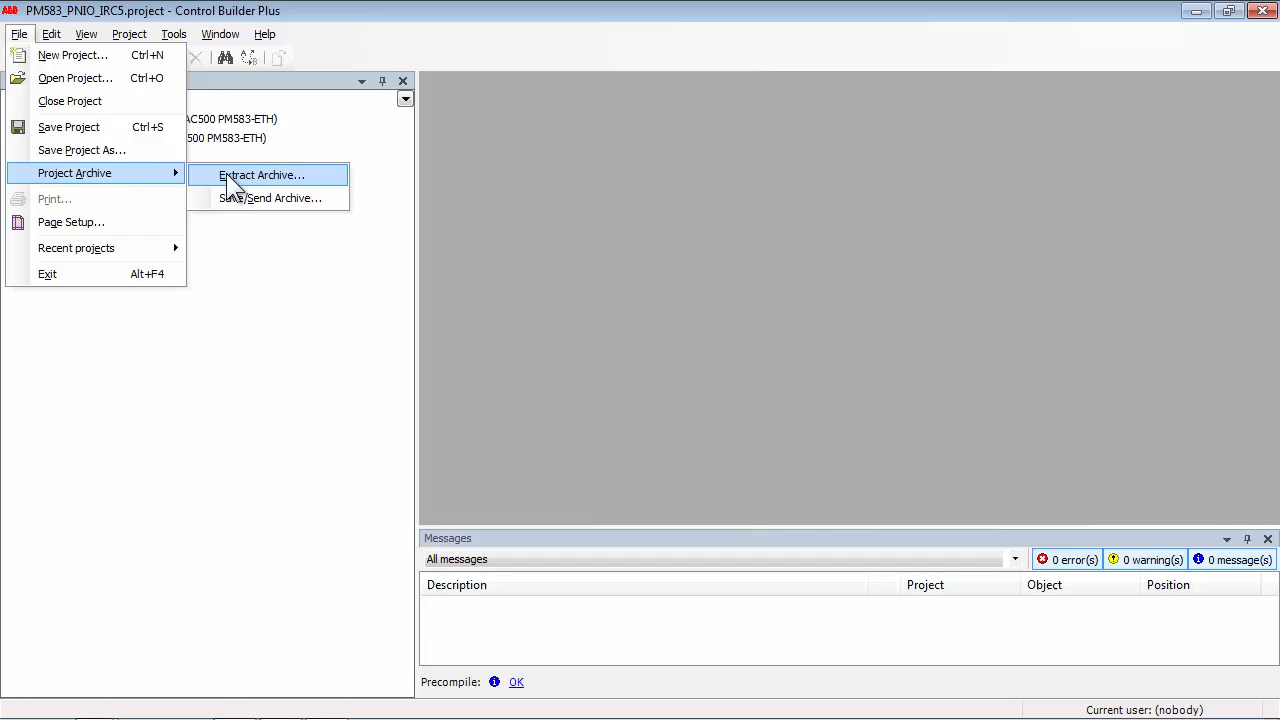 ABB PM583_PNIO_IRC5.project - Control Builder Plus
File Edit View Project Tools Window Help
New Project... Ctrl+N
Open Project... Ctrl+O
Close Project
Save Project Ctrl+S
Save Project As...
Project Archive
Print...
Page Setup...
Recent projects
Exit Alt+F4
Extract Archive...
Save/Send Archive...
AC500 PM583-ETH)
500 PM583-ETH)
Messages
All messages 0 error(s) 0 warning(s) 0 message(s)
Description Project Object Position
Precompile: OK
Current user: (nobody)